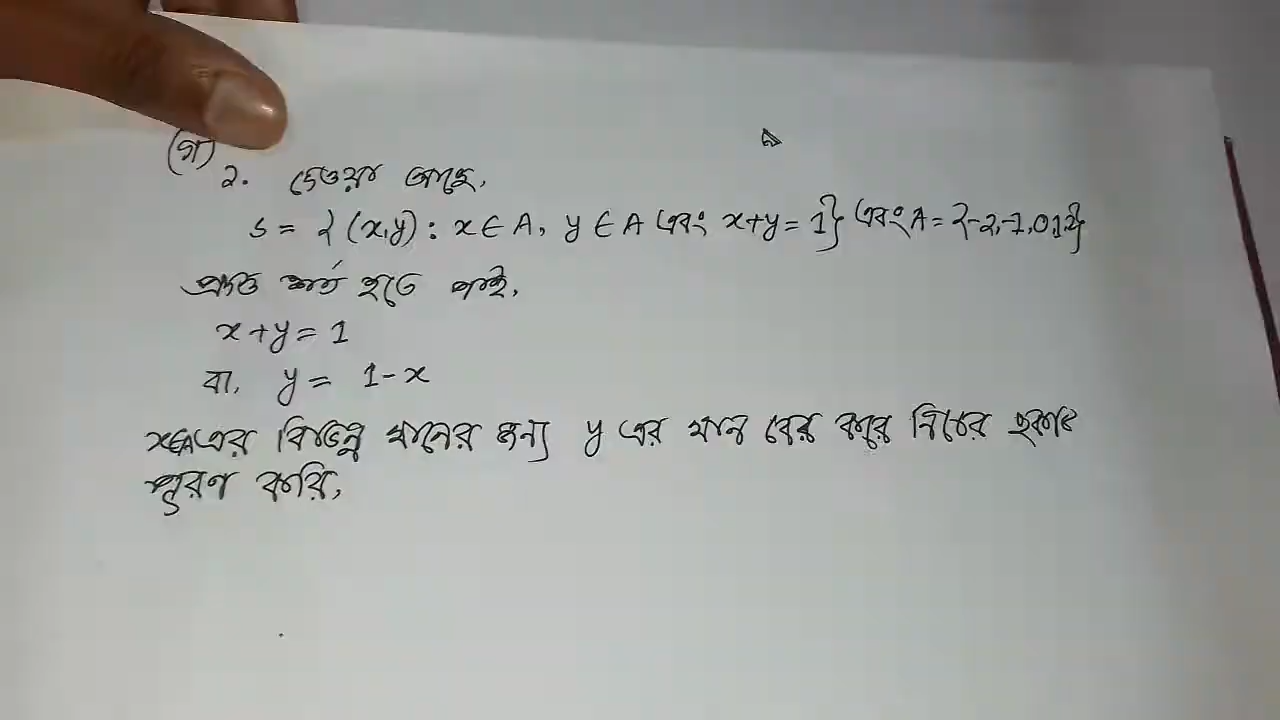 (গ)
২. দেওয়া আছে,
S = {(x,y) : x ∈ A, y ∈ A এবং x+y = 1} এবং A = {-2,-1,0,1,2}
প্রদত্ত শর্ত হতে পাই,
x + y = 1
বা, y = 1 - x
x∈A এর বিভিন্ন মানের জন্য y এর মান বের করে নিচের ছকটি
পূরণ করি,